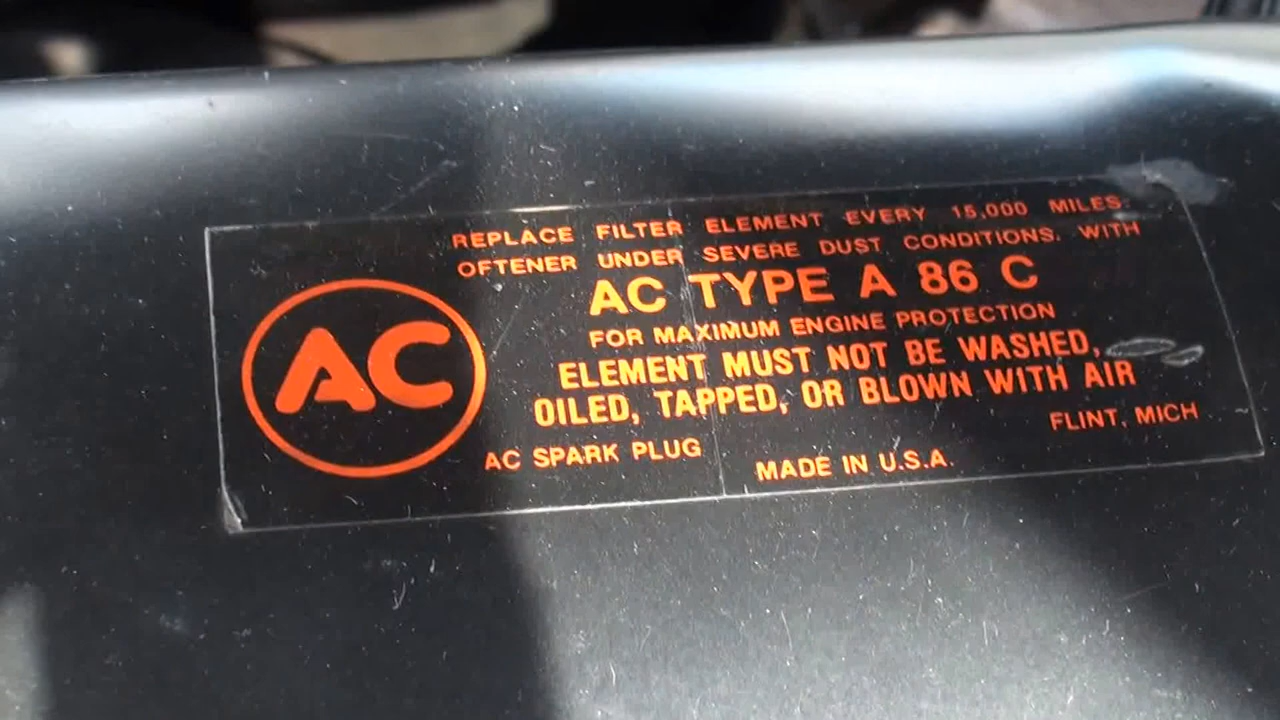 REPLACE FILTER ELEMENT EVERY 15,000 MILES.
OFTENER UNDER SEVERE DUST CONDITIONS. WITH
AC TYPE A 86 C
FOR MAXIMUM ENGINE PROTECTION
ELEMENT MUST NOT BE WASHED,
OILED, TAPPED, OR BLOWN WITH AIR
AC
AC SPARK PLUG
FLINT, MICH
MADE IN U.S.A.